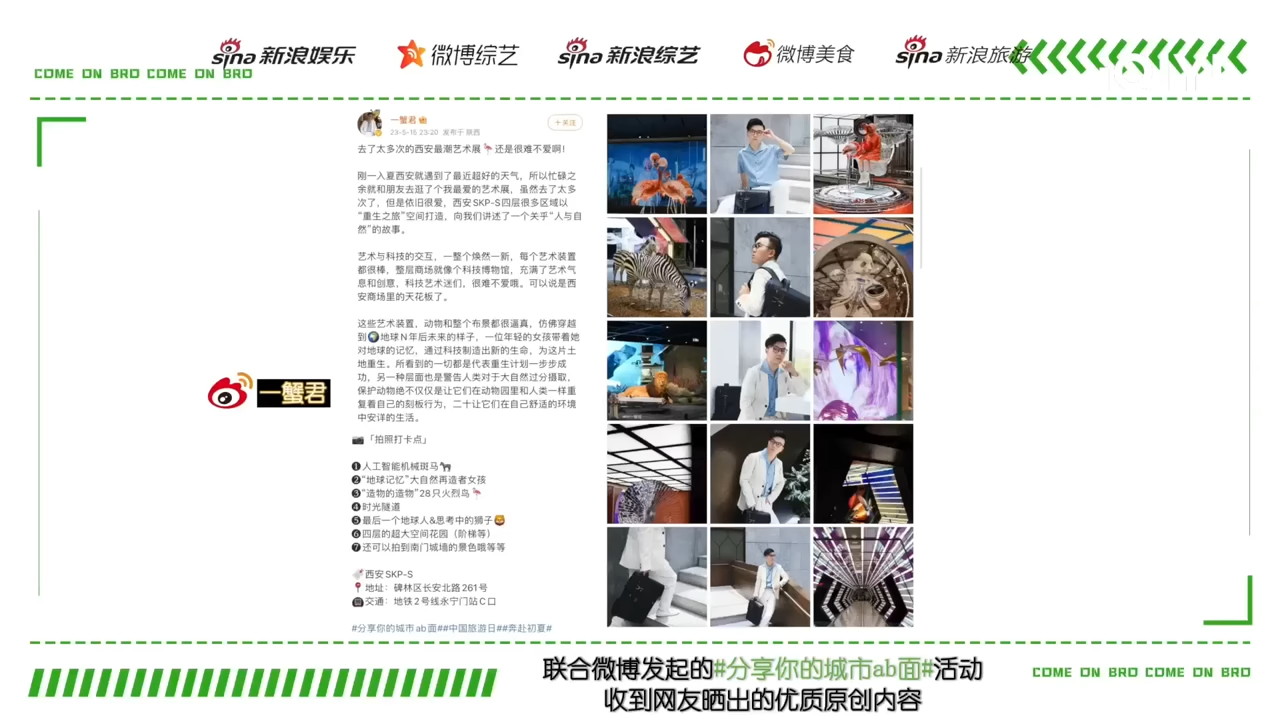 sina 新浪娱乐
微博综艺
sina 新浪综艺
微博美食
sina 新浪旅游
COME ON BRO COME ON BRO
一蟹君
23-5-15 23:20 发布于 陕西
+关注
去了太多次的西安最潮艺术展🦩还是很难不爱啊！
刚一入夏西安就遇到了最近超好的天气，所以忙碌之
余就和朋友去逛了个我最爱的艺术展，虽然去了太多
次了，但是依旧很爱，西安SKP-S四层很多区域以
“重生之旅”空间打造，向我们讲述了一个关乎“人与自
然”的故事。
艺术与科技的交互，一整个焕然一新，每个艺术装置
都很棒，整层商场就像个科技博物馆，充满了艺术气
息和创意，科技艺术迷们，很难不爱哦。可以说是西
安商场里的天花板了。
这些艺术装置，动物和整个布景都很逼真，仿佛穿越
到🌍地球N年后未来的样子，一位年轻的女孩带着她
对地球的记忆，通过科技制造出新的生命，为这片土
地重生。所看到的一切都是代表重生计划一步步成
功，另一种层面也是警告人类对于大自然过分摄取，
保护动物绝不仅仅是让它们在动物园里和人类一样重
复看自己的刻板行为，二十让它们在自己舒适的环境
中安详的生活。
📷「拍照打卡点」
❶人工智能机械斑马🦓
❷“地球记忆”大自然再造者女孩
❸“造物的造物”28只火烈鸟🦩
❹时光隧道
❺最后一个地球人&思考中的狮子🦁
❻四层的超大空间花园（阶梯等）
❼还可以拍到南门城墙的景色哦等等
西安SKP-S
📍地址：碑林区长安北路261号
🚇交通：地铁2号线永宁门站C口
#分享你的城市ab面##中国旅游日##奔赴初夏#
一蟹君
联合微博发起的#分享你的城市ab面#活动
收到网友晒出的优质原创内容
COME ON BRO COME ON BRO